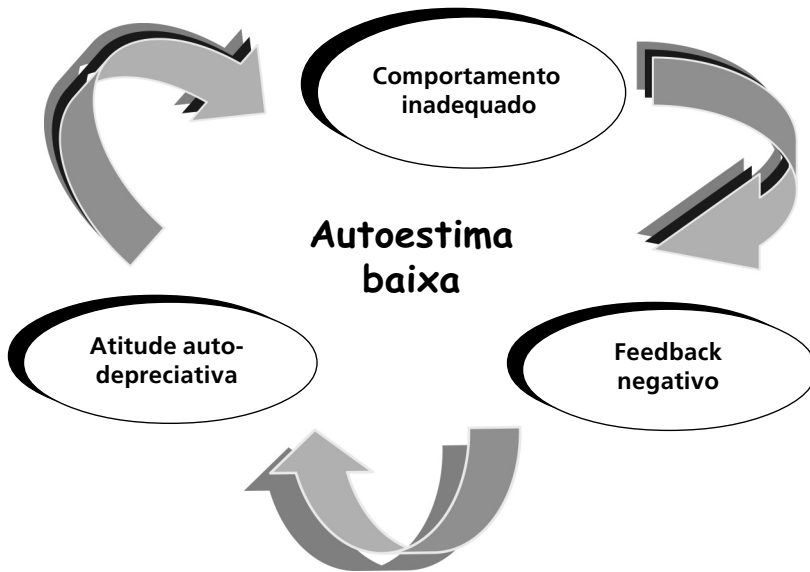 Comportamento
inadequado
Autoestima
baixa
Atitude auto-
depreciativa
Feedback
negativo